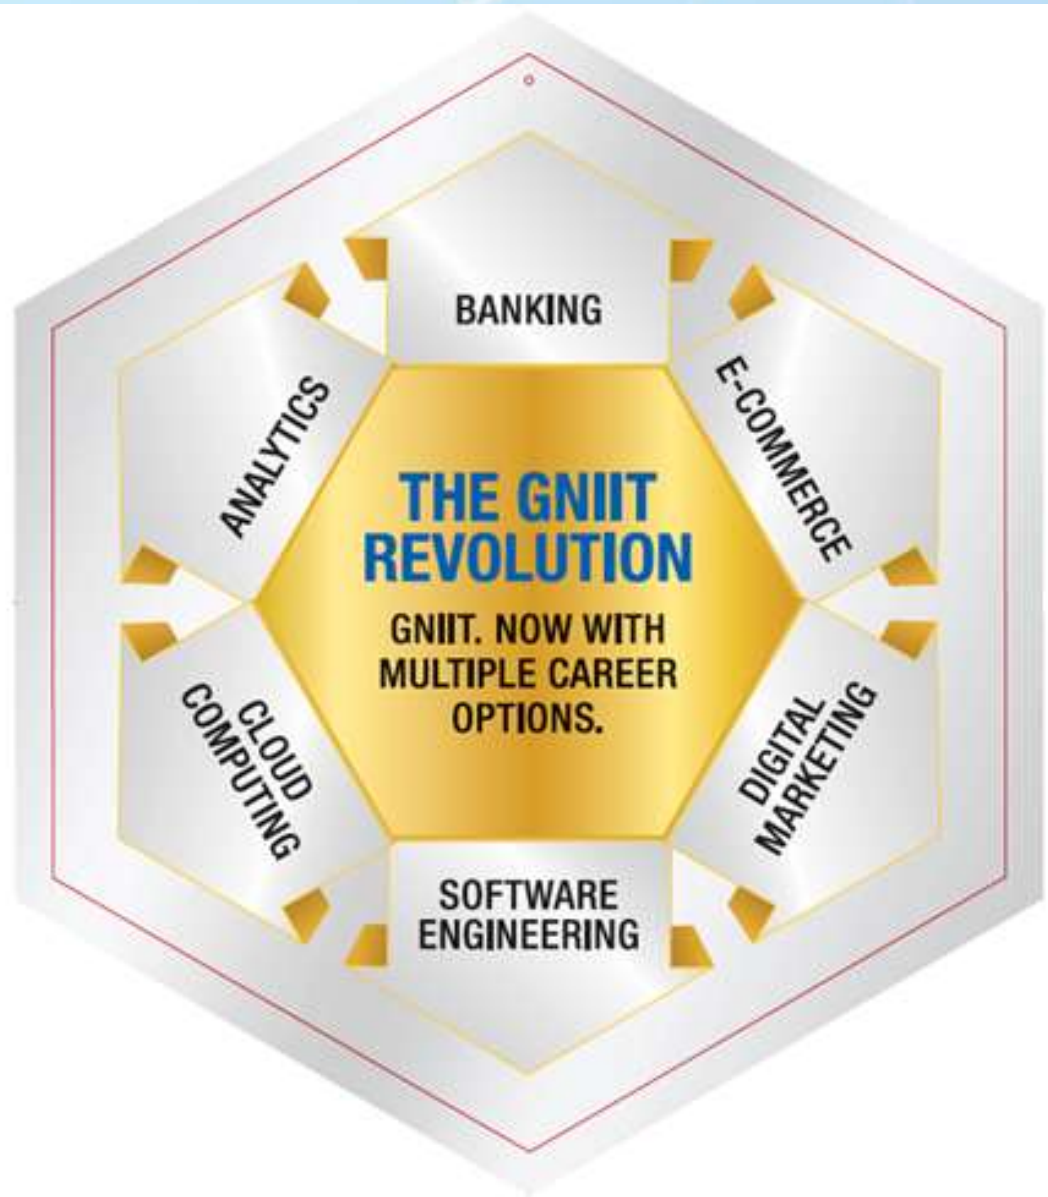 BANKING
E-COMMERCE
DIGITAL
MARKETING
SOFTWARE
ENGINEERING
CLOUD
COMPUTING
ANALYTICS
THE GNIIT
REVOLUTION
GNIIT. NOW WITH
MULTIPLE CAREER
OPTIONS.